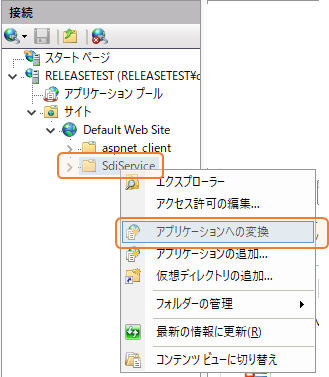 接続
スタート ページ
RELEASETEST (RELEASETEST¥
アプリケーション プール
サイト
Default Web Site
aspnet_client
SdiService
エクスプローラー
アクセス許可の編集...
アプリケーションへの変換
アプリケーションの追加...
仮想ディレクトリの追加...
フォルダーの管理
最新の情報に更新(R)
コンテンツ ビューに切り替え